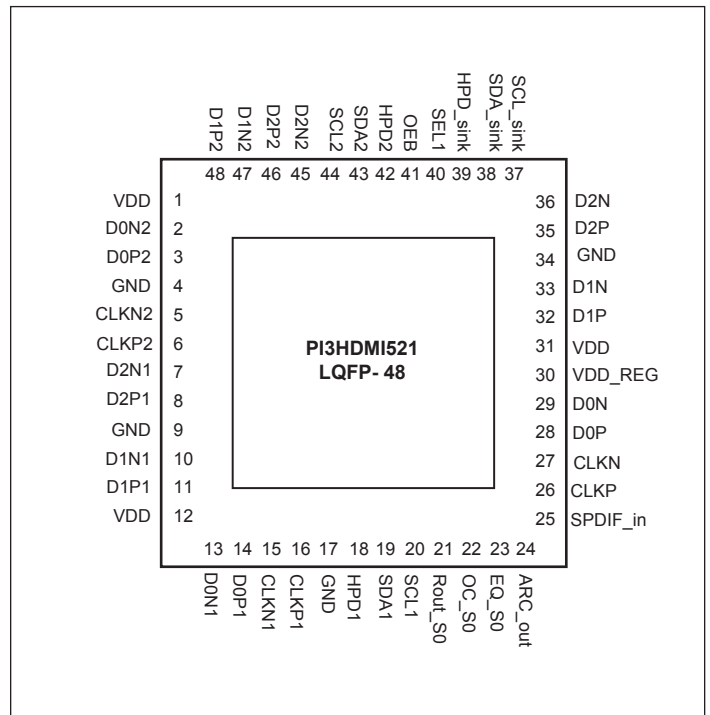 D1P2
D1N2
D2P2
D2N2
SCL2
SDA2
HPD2
OEB
SEL1
HPD_sink
SDA_sink
SCL_sink
48 47 46 45 44 43 42 41 40 39 38 37
VDD 1
D0N2 2
D0P2 3
GND 4
CLKN2 5
CLKP2 6
D2N1 7
D2P1 8
GND 9
D1N1 10
D1P1 11
VDD 12
PI3HDMI521
LQFP- 48
36 D2N
35 D2P
34 GND
33 D1N
32 D1P
31 VDD
30 VDD_REG
29 D0N
28 D0P
27 CLKN
26 CLKP
25 SPDIF_in
13 14 15 16 17 18 19 20 21 22 23 24
D0N1
D0P1
CLKN1
CLKP1
GND
HPD1
SDA1
SCL1
Rout_S0
OC_S0
EQ_S0
ARC_out